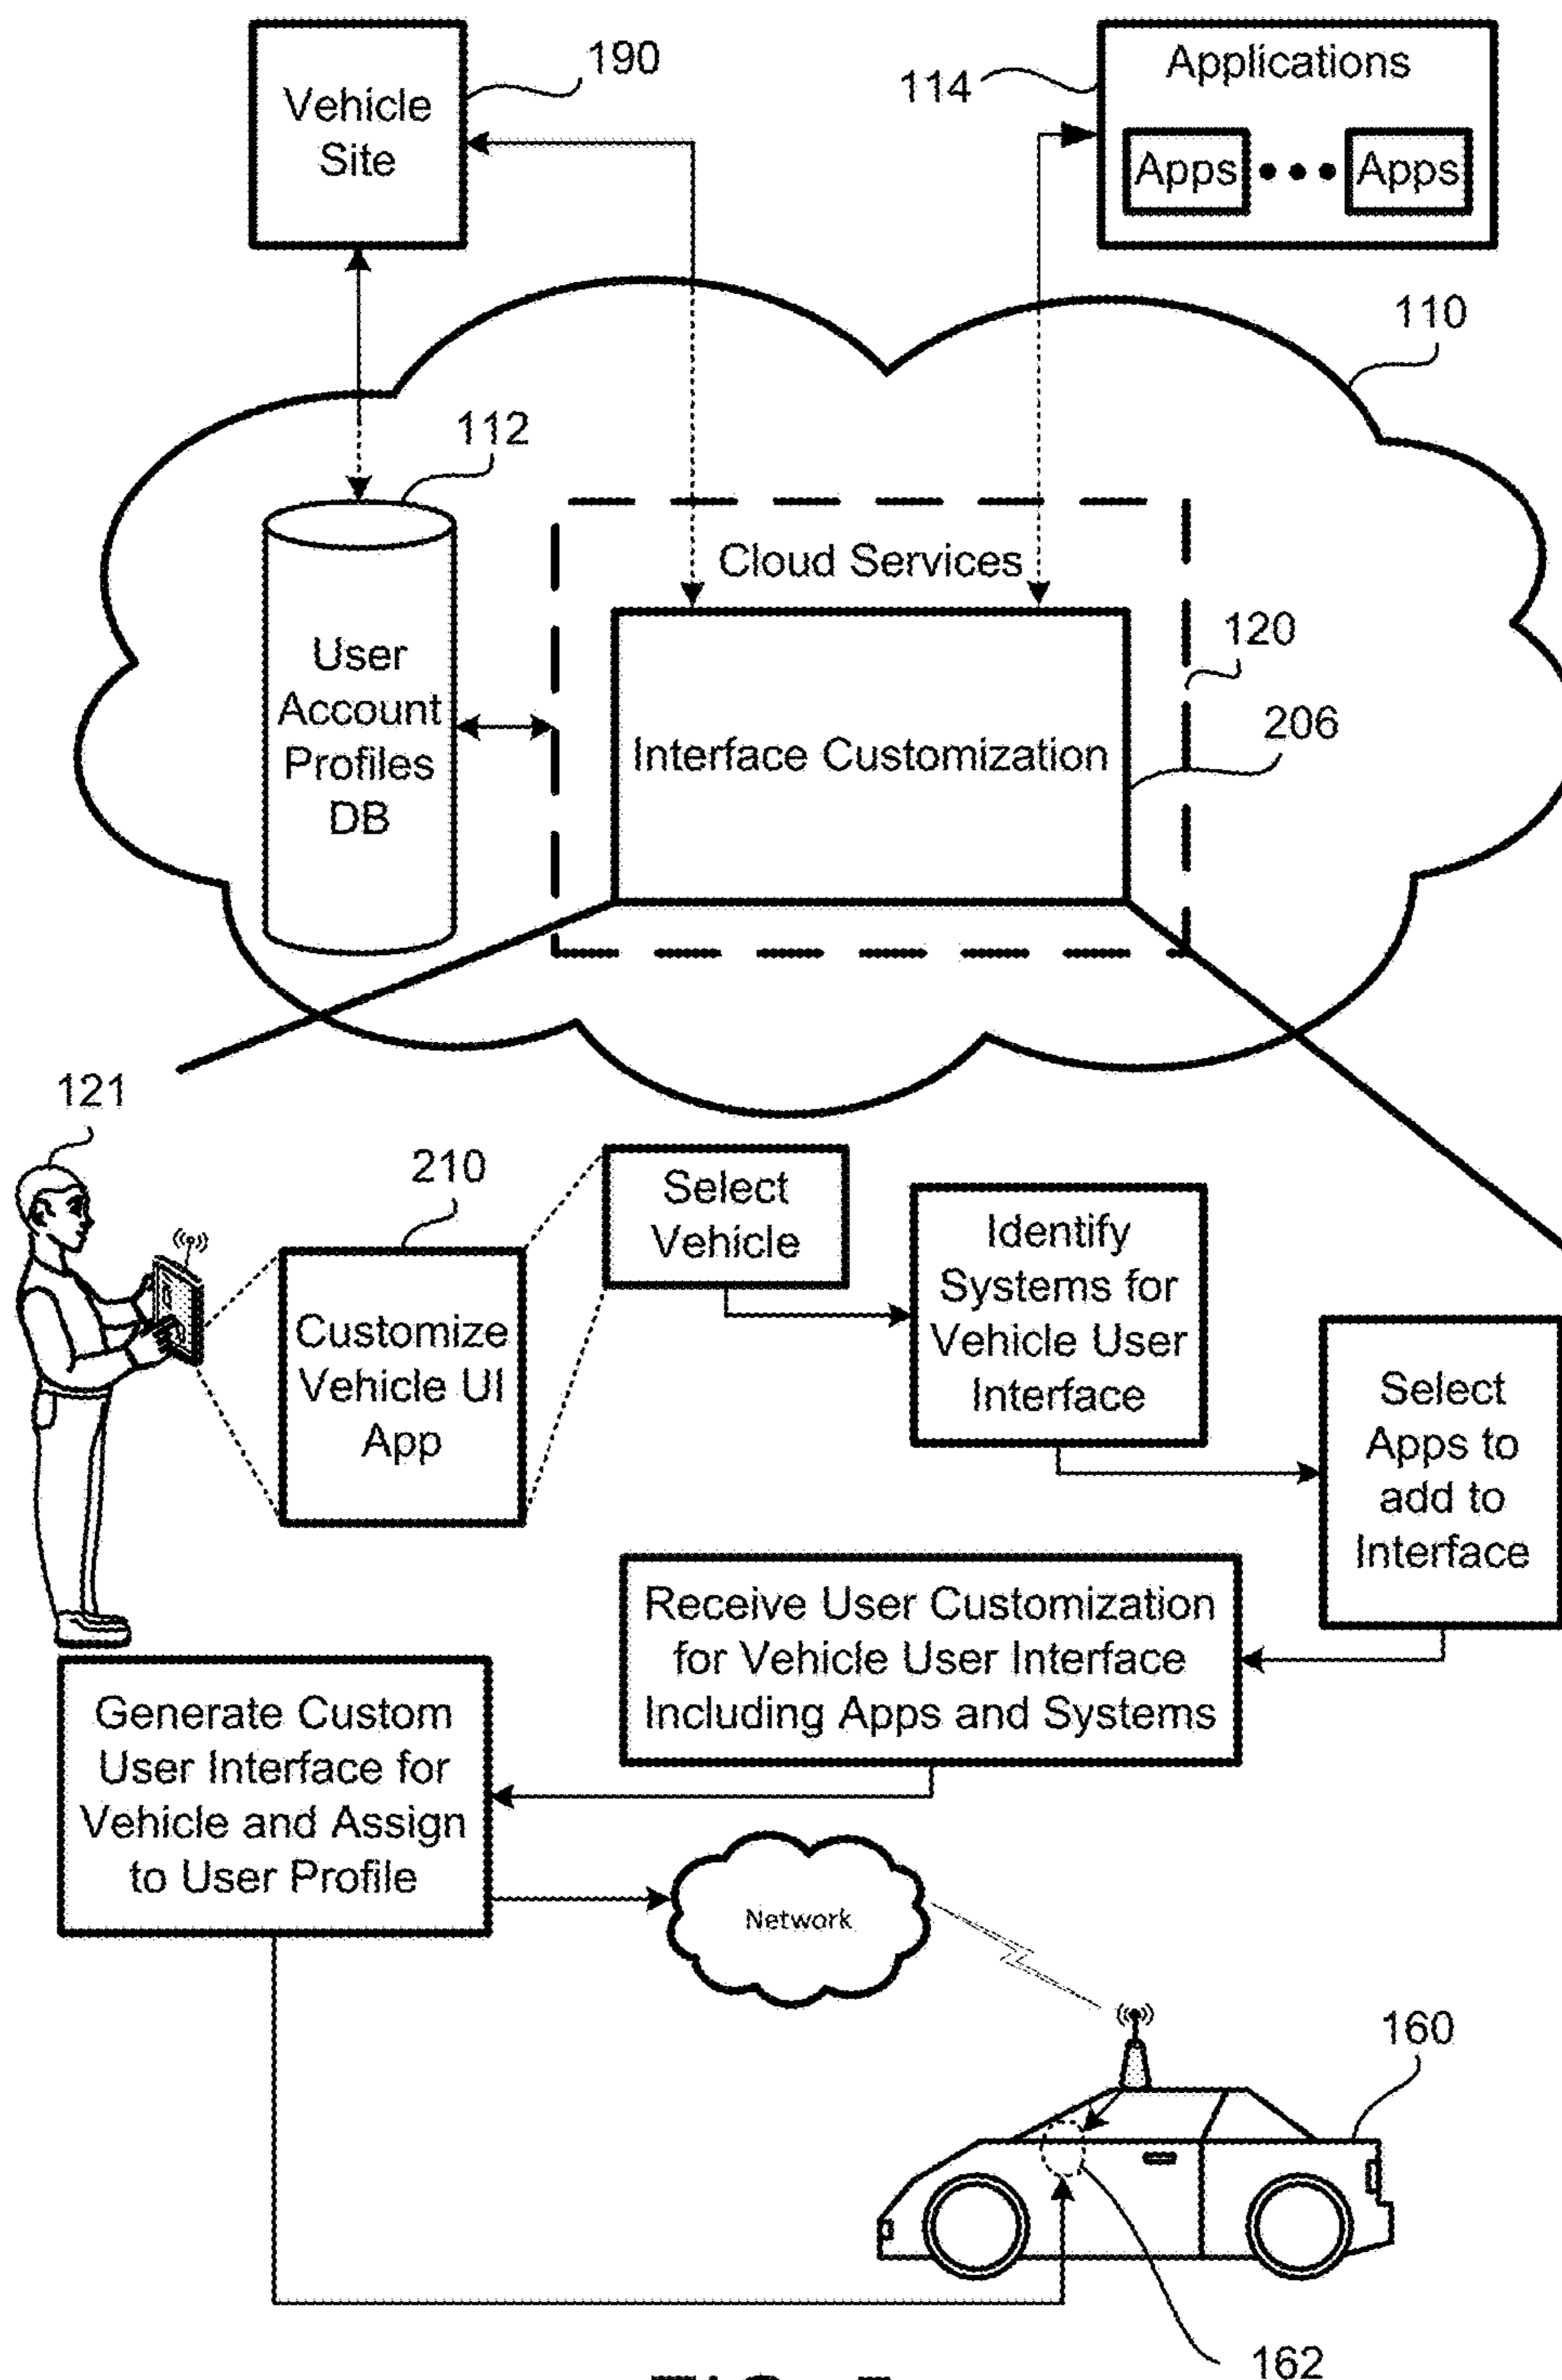 Vehicle
Site
190
114
Applications
Apps
Apps
110
112
Cloud Services
120
User
Account
Profiles
DB
Interface Customization
206
121
210
Select
Vehicle
Identify
Systems for
Vehicle User
Interface
Customize
Vehicle UI
App
Select
Apps to
add to
Interface
Receive User Customization
for Vehicle User Interface
Including Apps and Systems
Generate Custom
User Interface for
Vehicle and Assign
to User Profile
Network
160
162